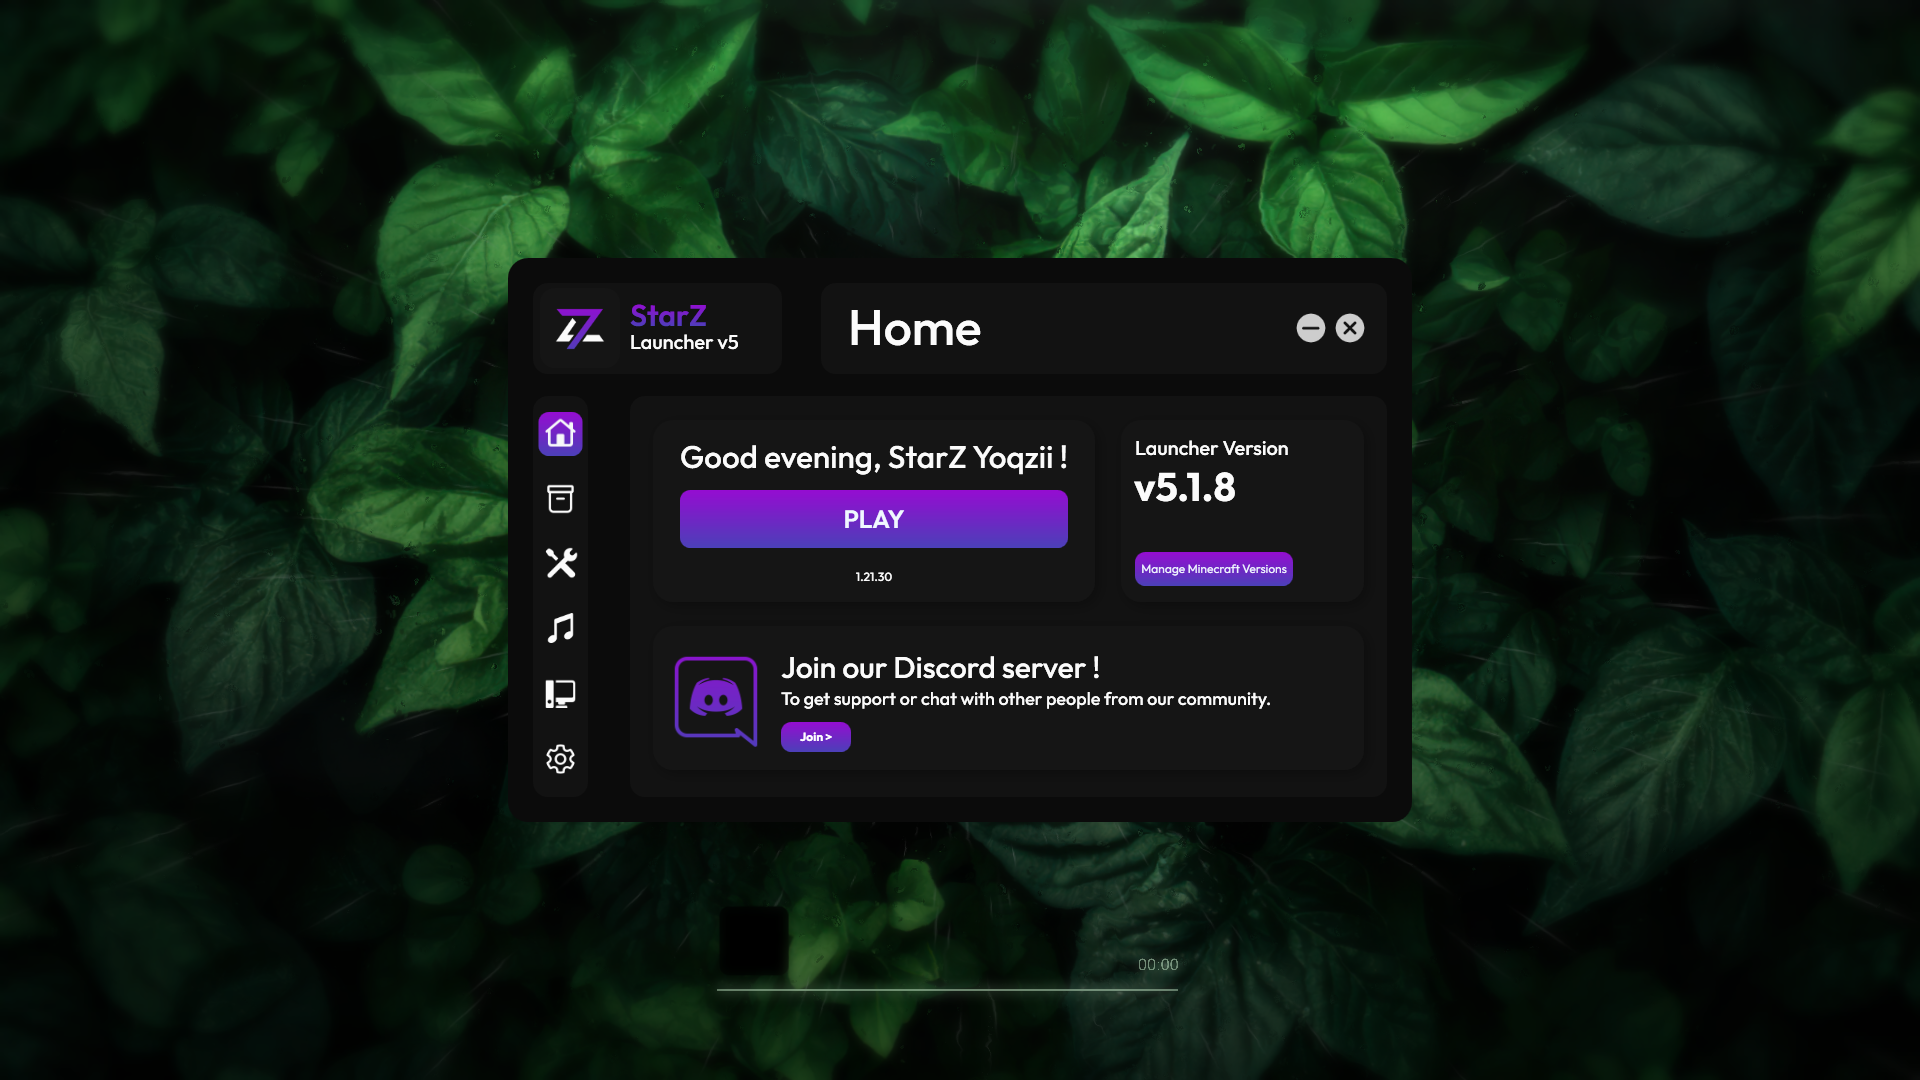 StarZ
Launcher v5
Home
Good evening, StarZ Yoqzii !
PLAY
1.21.30
Launcher Version
v5.1.8
Manage Minecraft Versions
Join our Discord server !
To get support or chat with other people from our community.
Join >
00:00